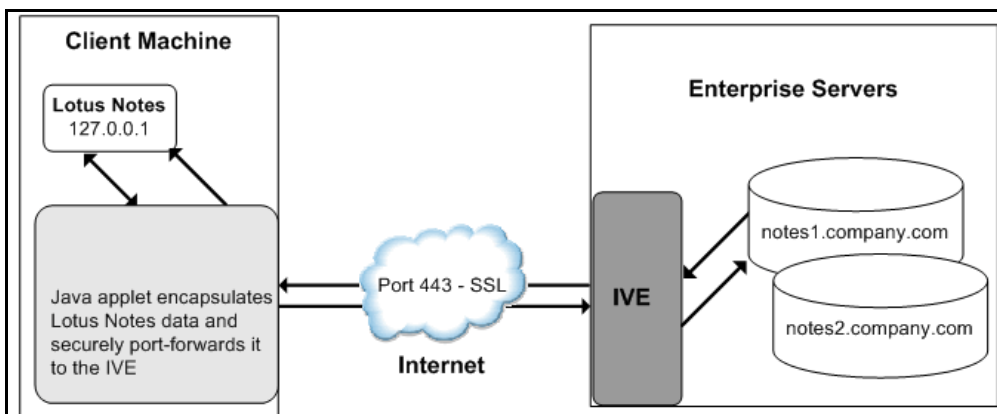 Client Machine
Lotus Notes
127.0.0.1
Java applet encapsulates
Lotus Notes data and
securely port-forwards it
to the IVE
Port 443 - SSL
Internet
Enterprise Servers
IVE
notes1.company.com
notes2.company.com